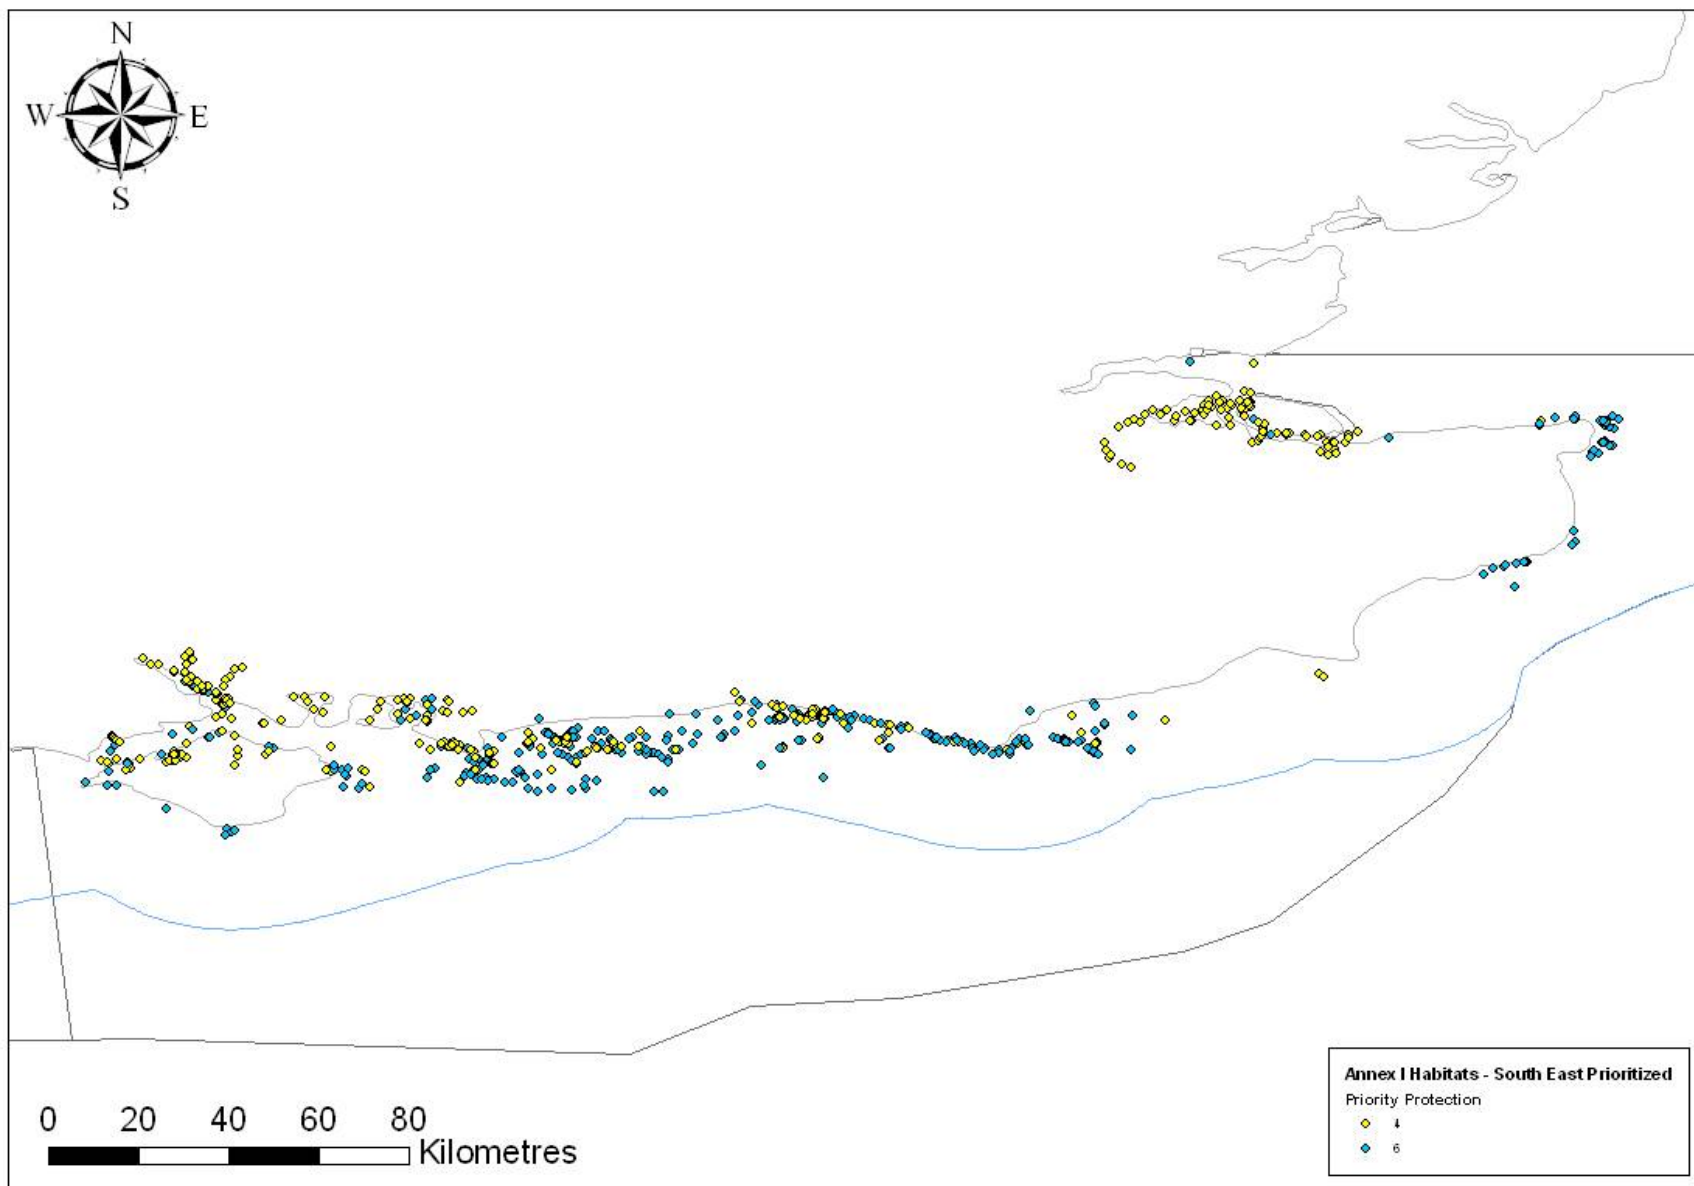 N
W E
S
0 20 40 60 80
Kilometres
Annex I Habitats - South East Prioritized
Priority Protection
4
6